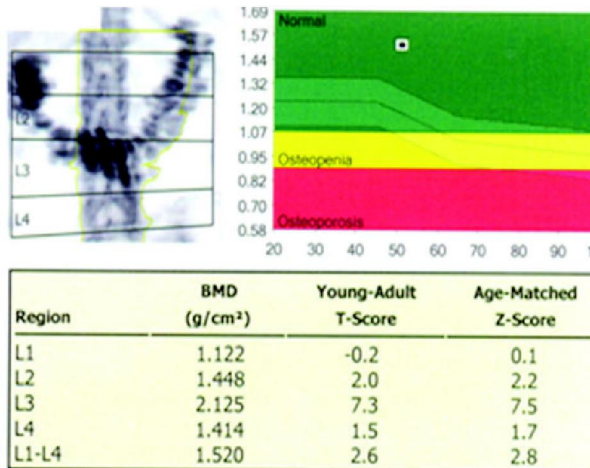 L2
L3
L4
1.69
1.57
1.44
1.32
1.20
1.07
0.95
0.82
0.70
0.58
Normal
Osteopenia
Osteoporosis
20 30 40 50 60 70 80 90
BMD Young-Adult Age-Matched
Region (g/cm²) T-Score Z-Score
L1 1.122 -0.2 0.1
L2 1.448 2.0 2.2
L3 2.125 7.3 7.5
L4 1.414 1.5 1.7
L1-L4 1.520 2.6 2.8